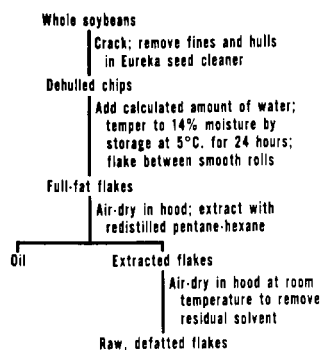 Whole soybeans
Crack; remove fines and hulls
in Eureka seed cleaner
Dehulled chips
Add calculated amount of water;
temper to 14% moisture by
storage at 5°C. for 24 hours;
flake between smooth rolls
Full-fat flakes
Air-dry in hood; extract with
redistilled pentane-hexane
Oil
Extracted flakes
Air-dry in hood at room
temperature to remove
residual solvent
Raw, defatted flakes